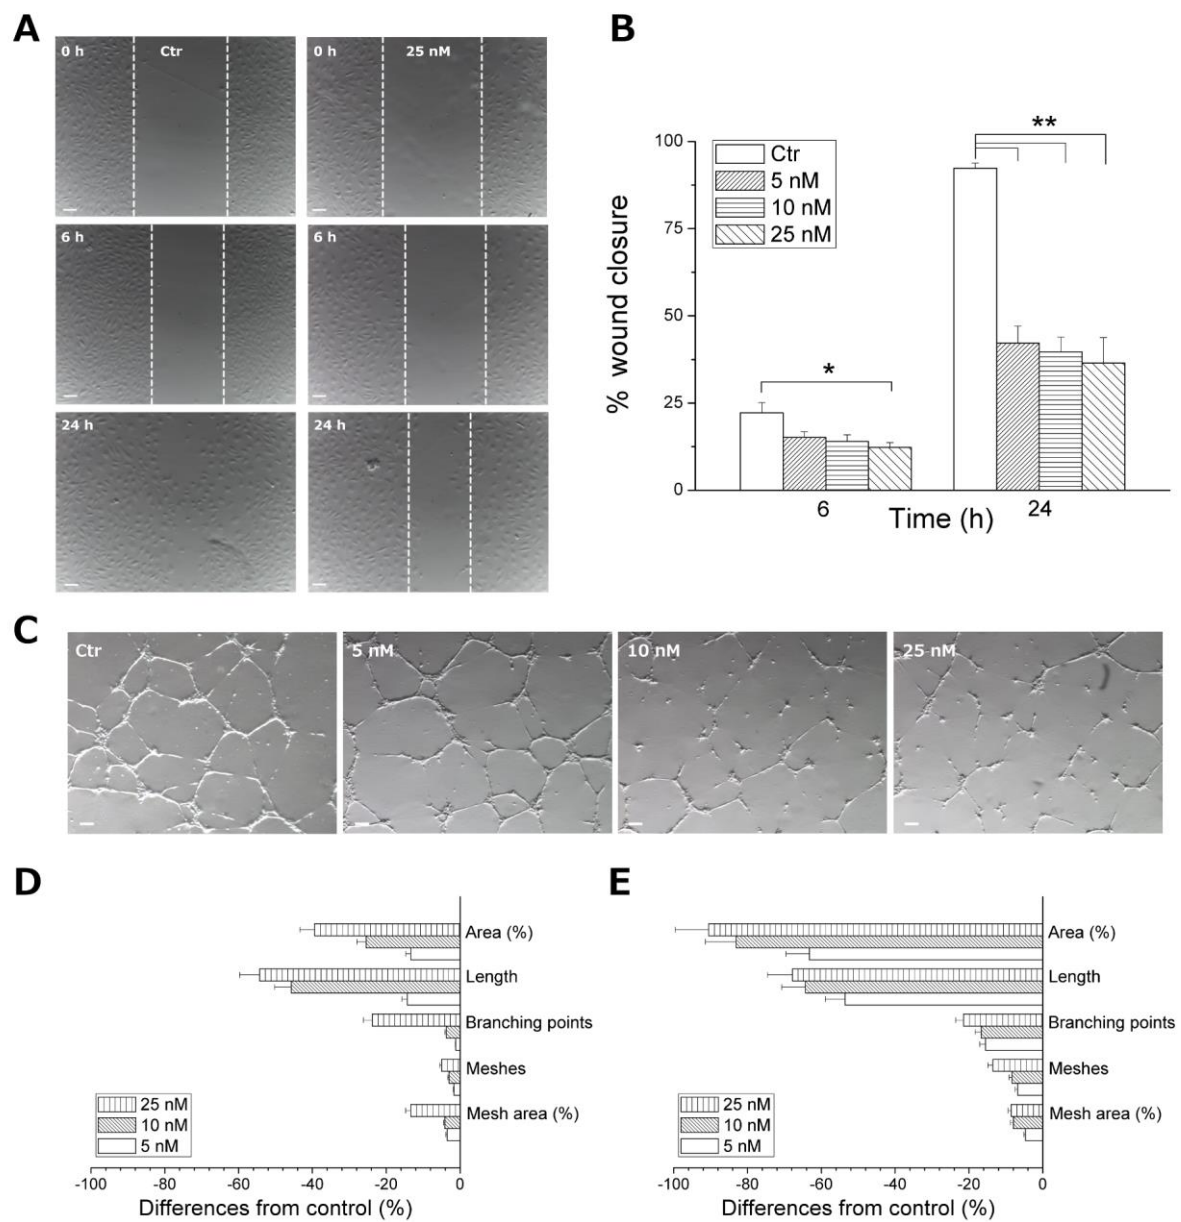 A
0 h
Ctr
0 h
25 nM
6 h
6 h
24 h
24 h
B
% wound closure
100
75
50
25
0
Ctr
5 nM
10 nM
25 nM
*
**
6
24
Time (h)
C
Ctr
5 nM
10 nM
25 nM
D
Area (%)
Length
Branching points
Meshes
Mesh area (%)
25 nM
10 nM
5 nM
-100
-80
-60
-40
-20
0
Differences from control (%)
E
Area (%)
Length
Branching points
Meshes
Mesh area (%)
25 nM
10 nM
5 nM
-100
-80
-60
-40
-20
0
Differences from control (%)